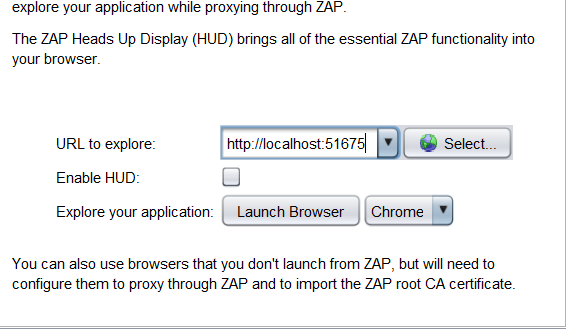 explore your application while proxying through ZAP.
The ZAP Heads Up Display (HUD) brings all of the essential ZAP functionality into
your browser.
URL to explore: http://localhost:51675 Select...
Enable HUD:
Explore your application: Launch Browser Chrome
You can also use browsers that you don't launch from ZAP, but will need to
configure them to proxy through ZAP and to import the ZAP root CA certificate.